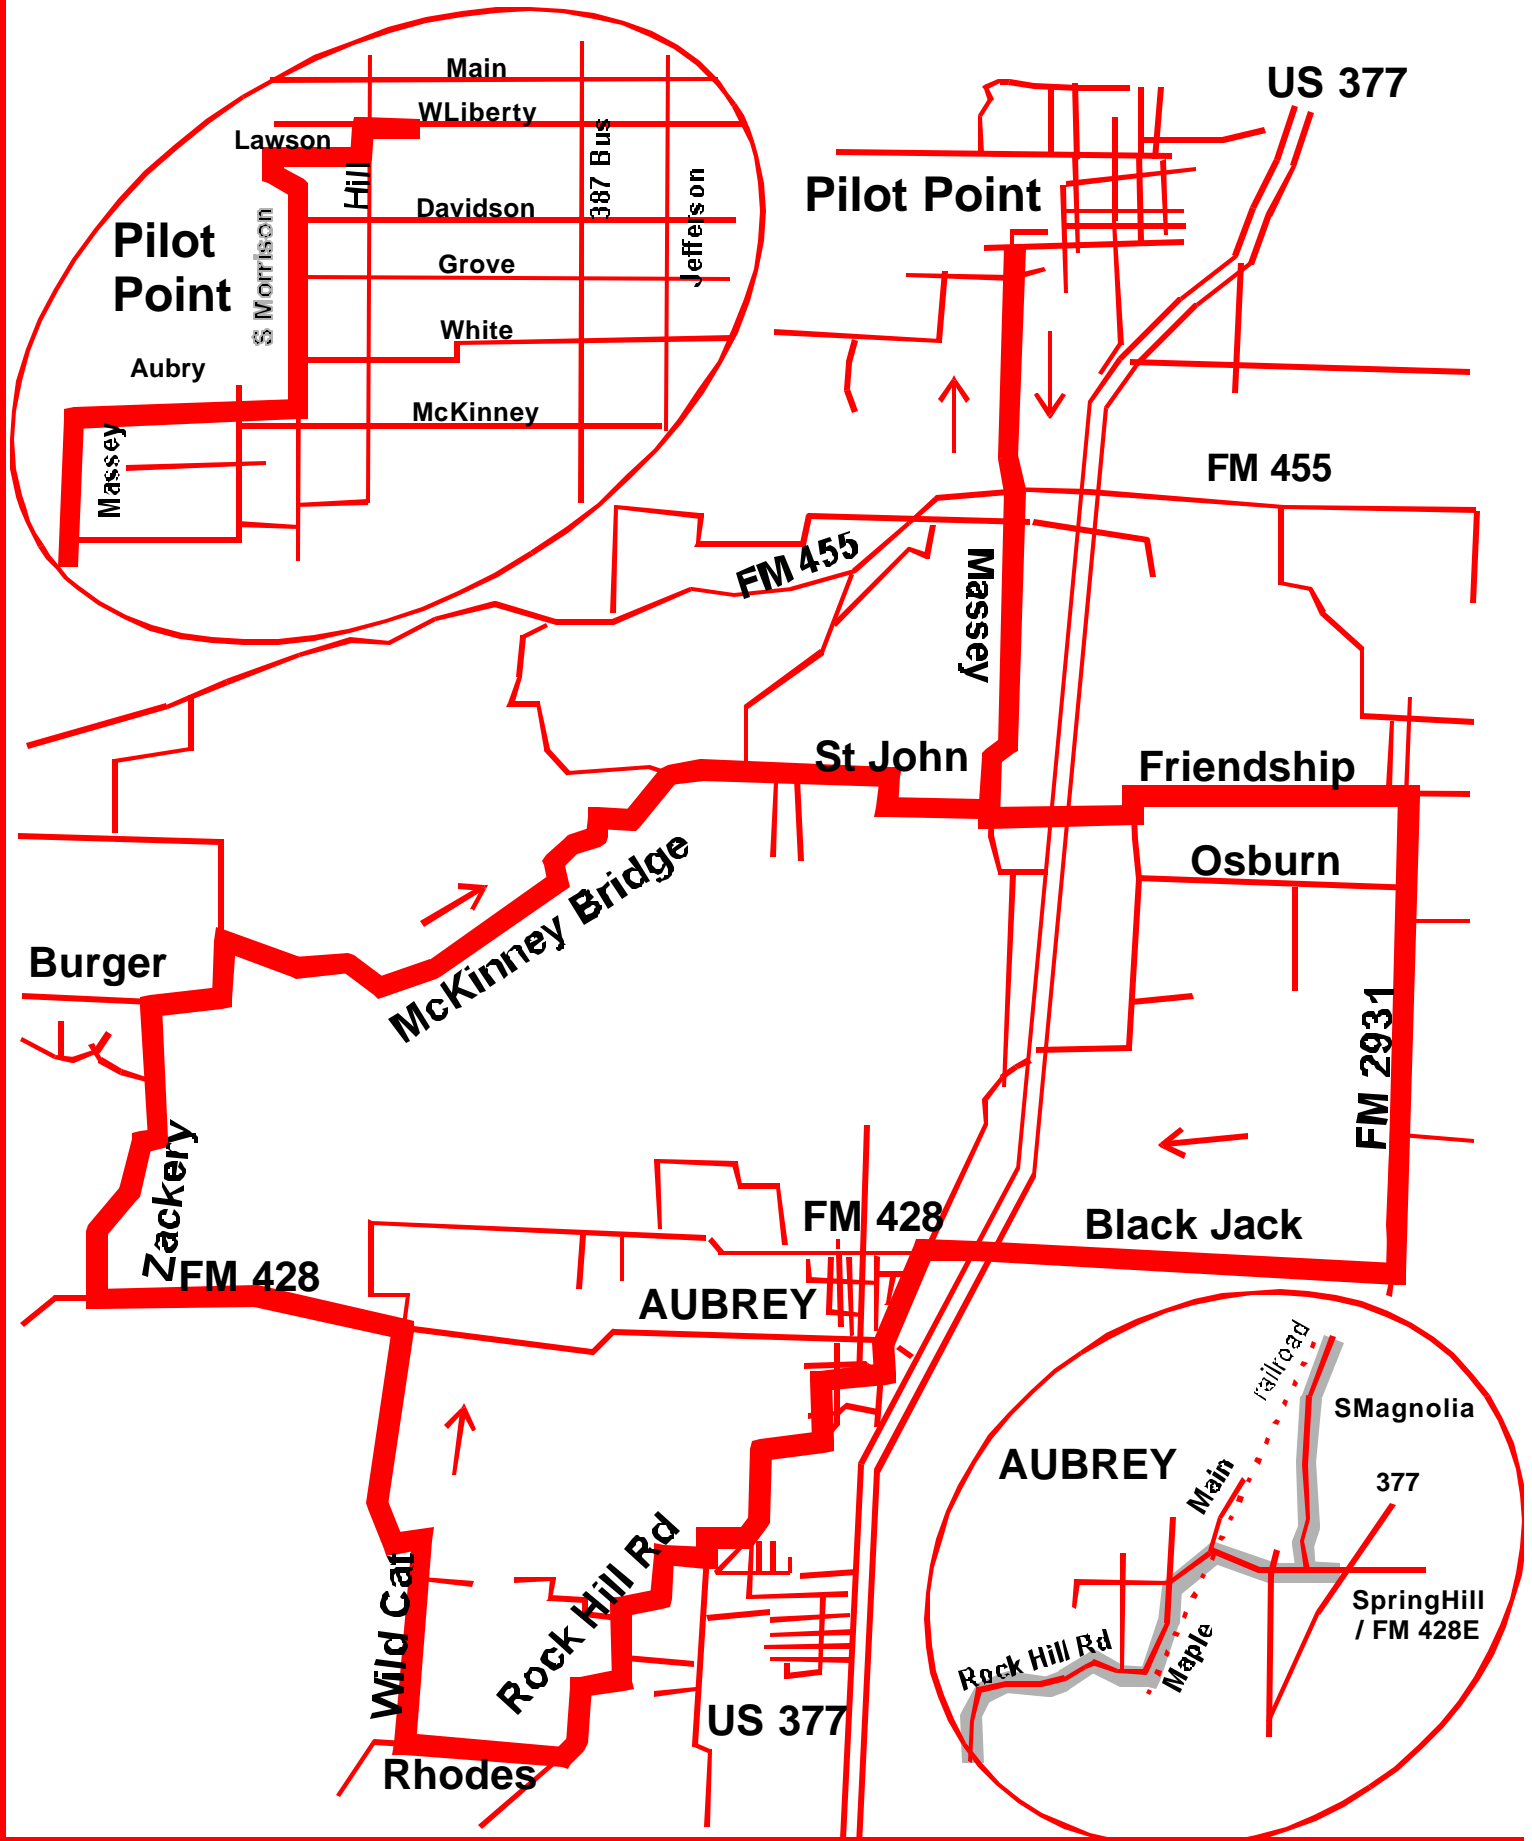 Main
WLiberty
Lawson
Hill
387 Bus
Jefferson
Davidson
Pilot
Point
S Morrison
Grove
White
Aubry
McKinney
Massey
US 377
Pilot Point
FM 455
FM 455
Massey
St John
Friendship
Osburn
McKinney Bridge
Burger
FM 2931
Zackery
FM 428
FM 428
Black Jack
AUBREY
Wild Cat
Rock Hill Rd
US 377
Rhodes
railroad
SMagnolia
AUBREY
Main
377
SpringHill
/ FM 428E
Rock Hill Rd
Maple